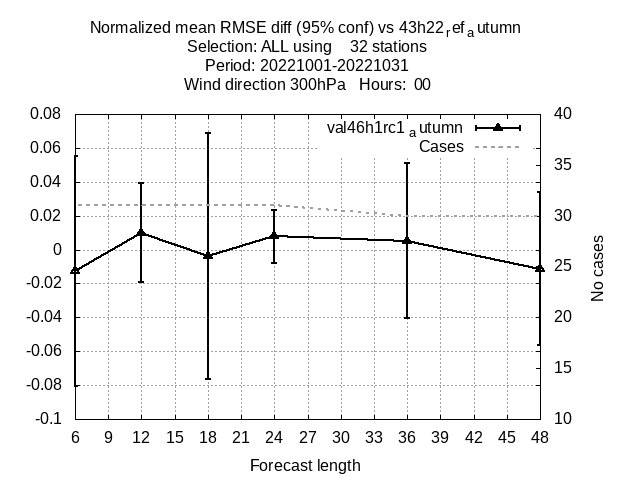 Normalized mean RMSE diff (95% conf) vs 43h22refautumn
Selection: ALL using 32 stations
Period: 20221001-20221031
Wind direction 300hPa Hours: 00
val46h1rc1autumn
Cases
0.08
0.06
0.04
0.02
0
-0.02
-0.04
-0.06
-0.08
-0.1
40
35
30
25
20
15
10
No cases
6 9 12 15 18 21 24 27 30 33 36 39 42 45 48
Forecast length